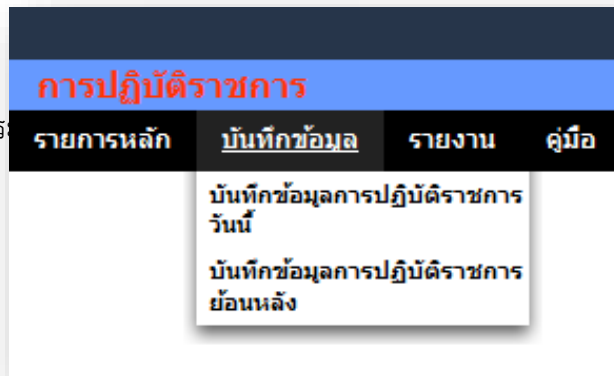 การปฏิบัติราชการ
รายการหลัก บันทึกข้อมูล รายงาน คู่มือ
บันทึกข้อมูลการปฏิบัติราชการ
วันนี้
บันทึกข้อมูลการปฏิบัติราชการ
ย้อนหลัง